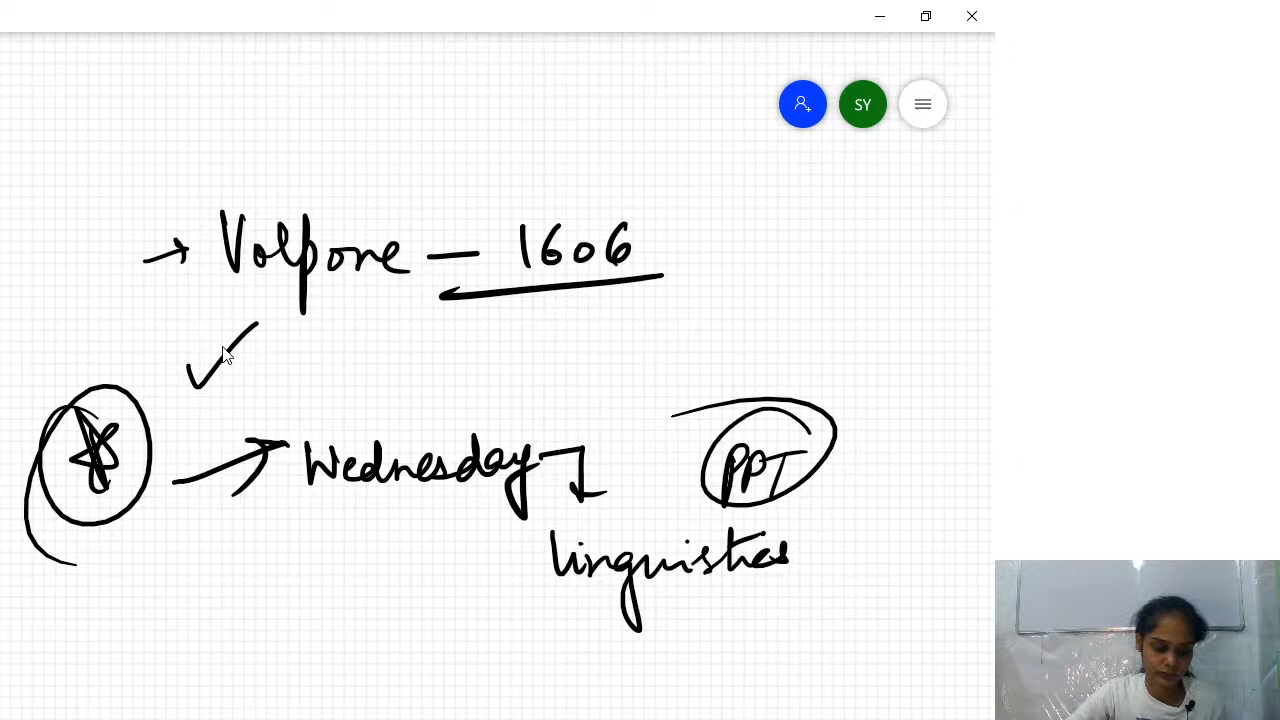 SY
→ Volpone — 1606
→ Wednesday
PPT
linguistics